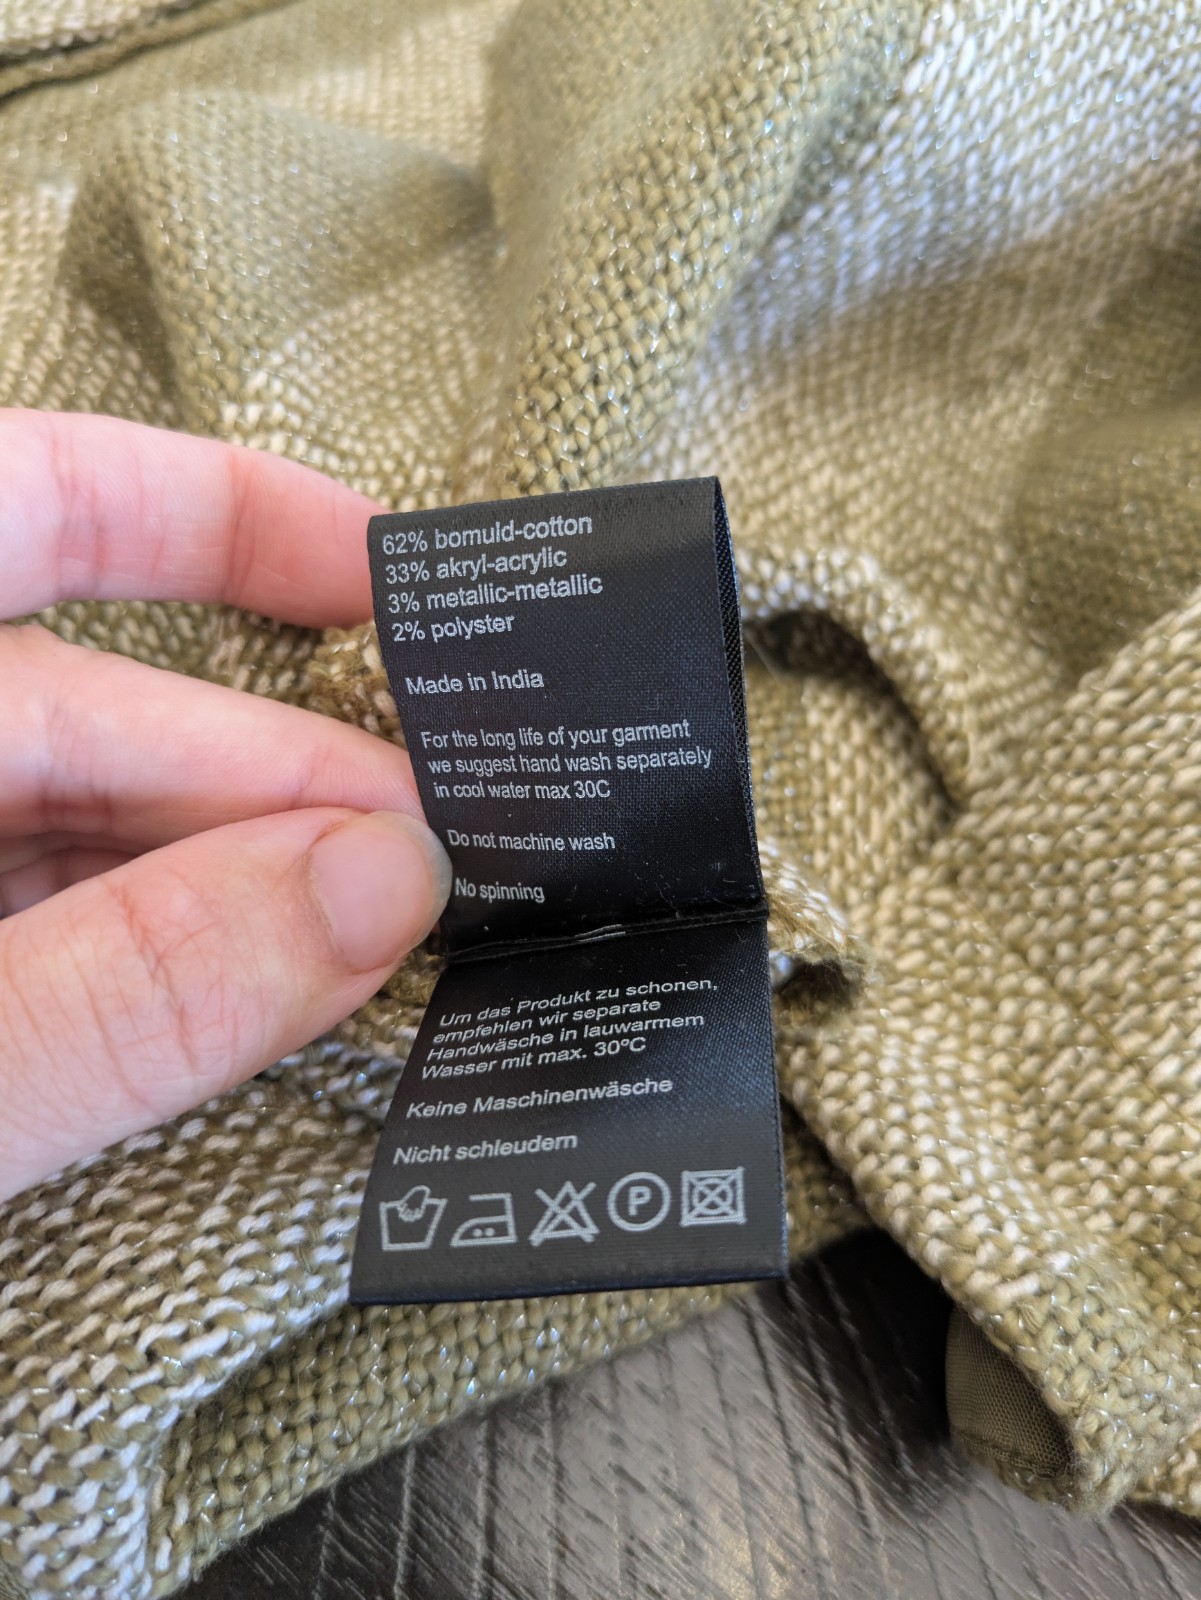 62% bomuld-cotton
33% akryl-acrylic
3% metallic-metallic
2% polyster
Made in India
For the long life of your garment
we suggest hand wash separately
in cool water max 30C
Do not machine wash
No spinning
Um das Produkt zu schonen,
empfehlen wir separate
Handwäsche in lauwarmem
Wasser mit max. 30ºC
Keine Maschinenwäsche
Nicht schleudern
P